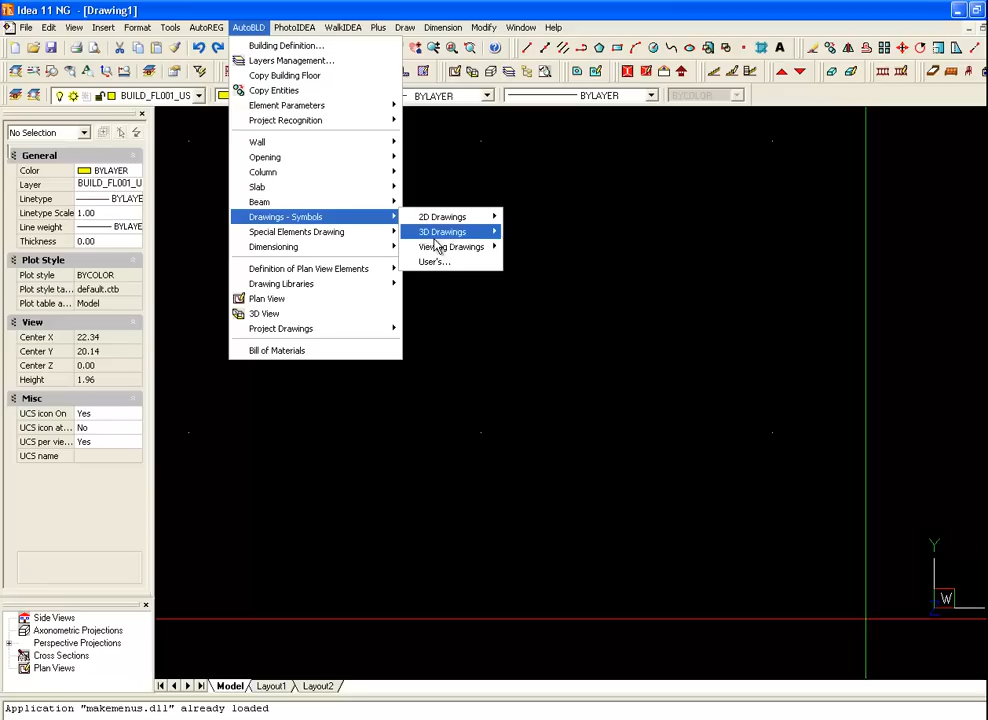 Idea 11 NG - [Drawing1]
File Edit View Insert Format Tools AutoREG AutoBLD PhotoIDEA WalkIDEA Plus Draw Dimension Modify Window Help
BUILD_FL001_US
BYLAYER
BYLAYER
BYCOLOR
No Selection
General
Color BYLAYER
Layer BUILD_FL001_U
Linetype BYLAYE
Linetype Scale 1.00
Line weight BYLAYER
Thickness 0.00
Plot Style
Plot style BYCOLOR
Plot style ta... default.ctb
Plot table a... Model
View
Center X 22.34
Center Y 20.14
Center Z 0.00
Height 1.96
Misc
UCS icon On Yes
UCS icon at... No
UCS per vie... Yes
UCS name
Side Views
Axonometric Projections
Perspective Projections
Cross Sections
Plan Views
Building Definition...
Layers Management...
Copy Building Floor
Copy Entities
Element Parameters
Project Recognition
Wall
Opening
Column
Slab
Beam
Drawings - Symbols
Special Elements Drawing
Dimensioning
Definition of Plan View Elements
Drawing Libraries
Plan View
3D View
Project Drawings
Bill of Materials
2D Drawings
3D Drawings
Viewing Drawings
User's...
Y
W
Z
Model Layout1 Layout2
Application "makemenus.dll" already loaded